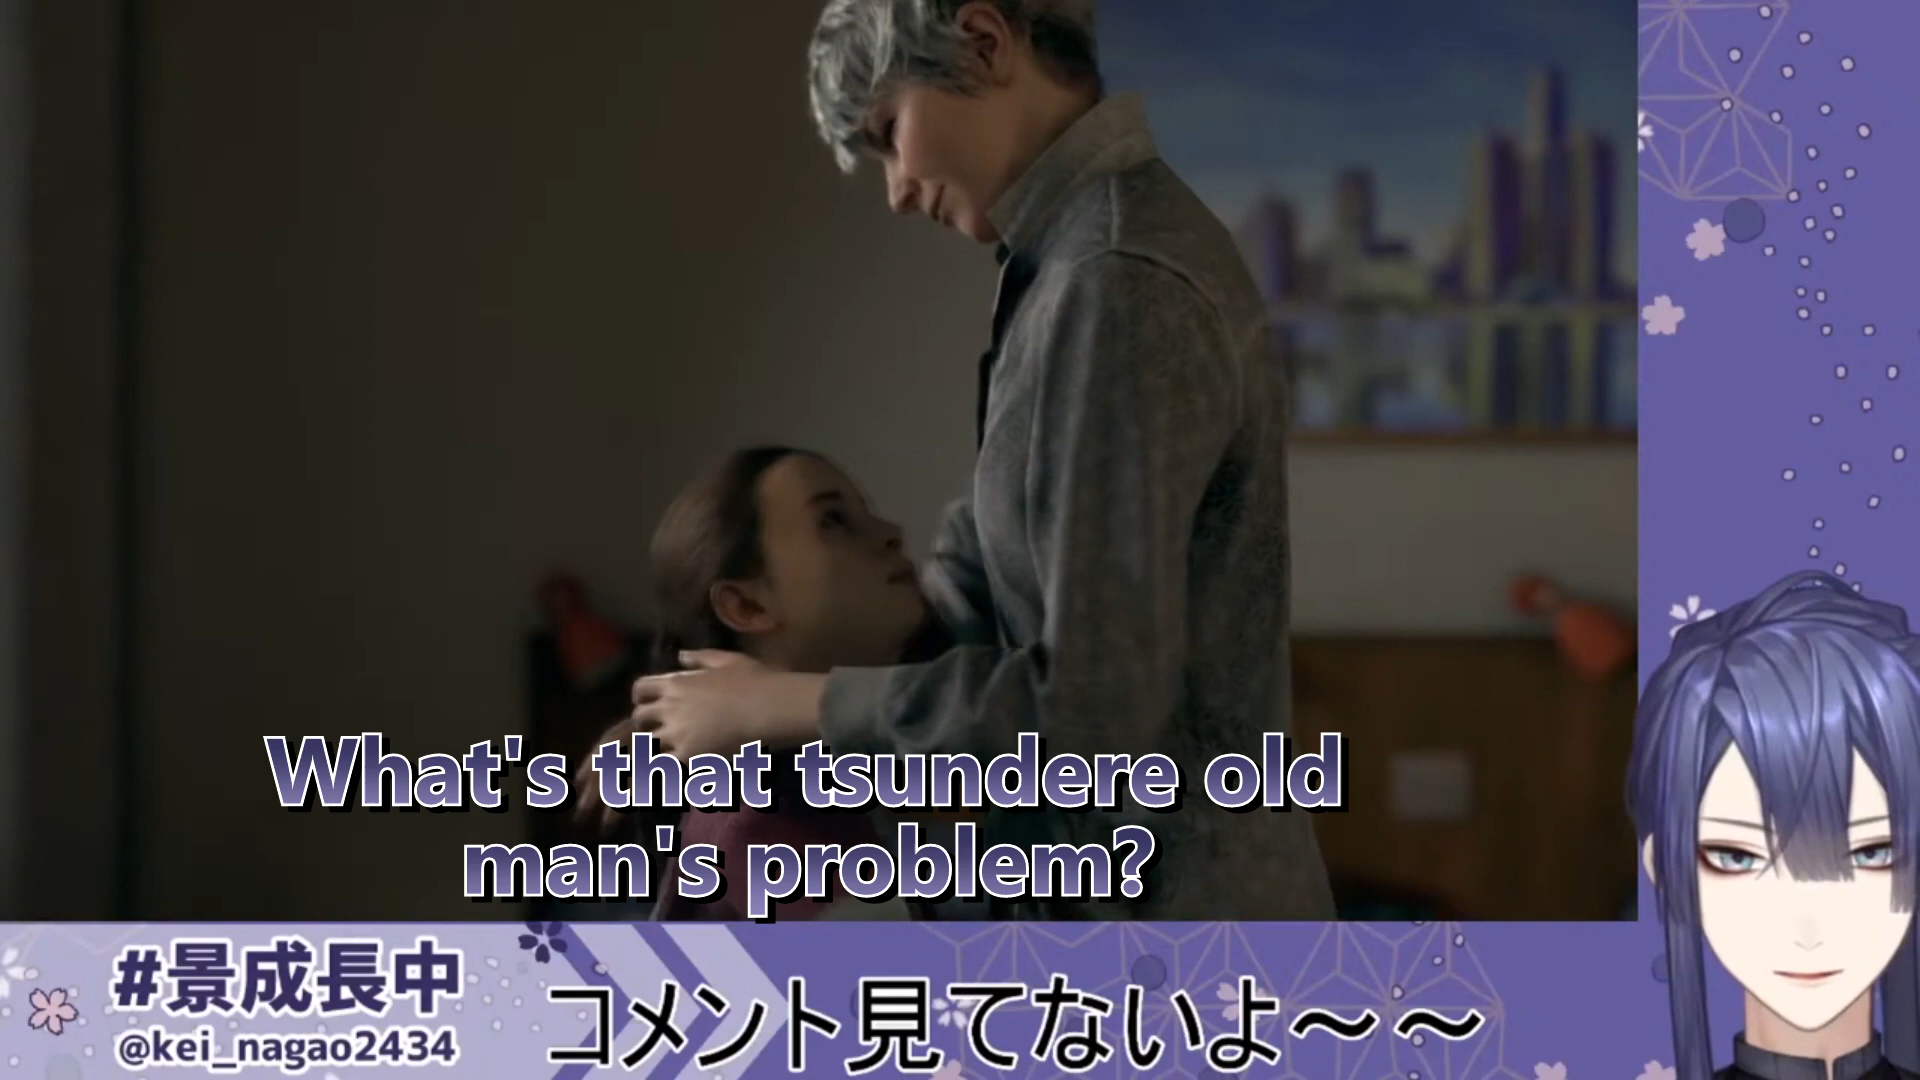 What's that tsundere old
man's problem?
#景成長中
@kei_nagao2434
コメント見てないよ～～